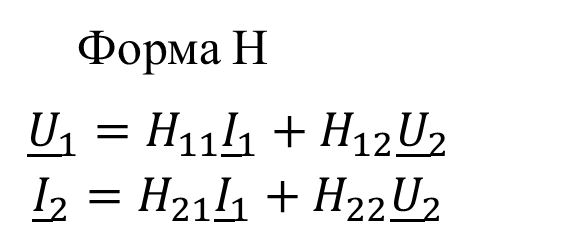 Форма H
U₁ = H₁₁I₁ + H₁₂U₂
I₂ = H₂₁I₁ + H₂₂U₂